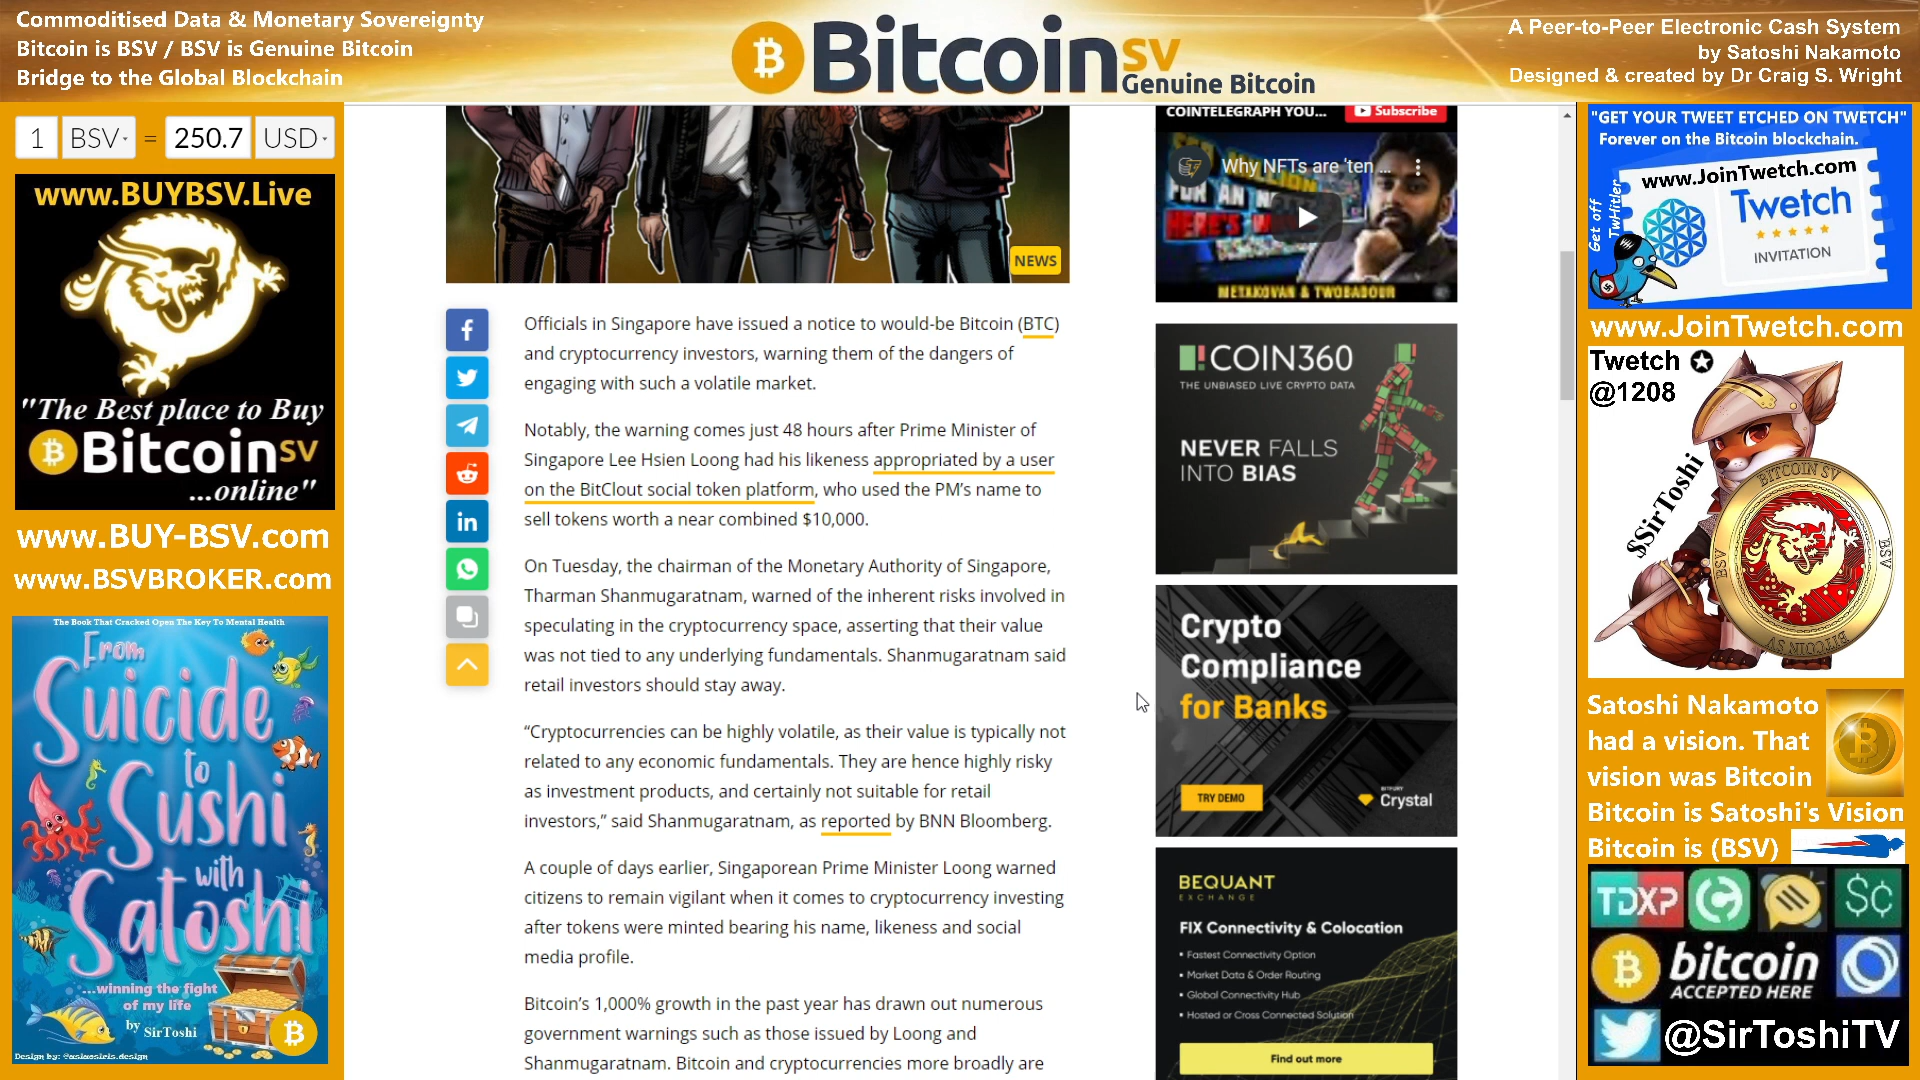 Commoditised Data & Monetary Sovereignty
Bitcoin is BSV / BSV is Genuine Bitcoin
Bridge to the Global Blockchain
Bitcoin SV
Genuine Bitcoin
A Peer-to-Peer Electronic Cash System
by Satoshi Nakamoto
Designed & created by Dr Craig S. Wright
1 BSV = 250.7 USD
www.BUYBSV.Live
"The Best place to Buy
Bitcoin SV
...online"
www.BUY-BSV.com
www.BSVBROKER.com
The Book That Cracked Open The Key To Mental Health
From
Suicide
to
Sushi
with
Satoshi
...winning the fight
of my life
by SirToshi
Design by: @asiaosiris.design
NEWS
Officials in Singapore have issued a notice to would-be Bitcoin (BTC)
and cryptocurrency investors, warning them of the dangers of
engaging with such a volatile market.
Notably, the warning comes just 48 hours after Prime Minister of
Singapore Lee Hsien Loong had his likeness appropriated by a user
on the BitClout social token platform, who used the PM’s name to
sell tokens worth a near combined $10,000.
On Tuesday, the chairman of the Monetary Authority of Singapore,
Tharman Shanmugaratnam, warned of the inherent risks involved in
speculating in the cryptocurrency space, asserting that their value
was not tied to any underlying fundamentals. Shanmugaratnam said
retail investors should stay away.
“Cryptocurrencies can be highly volatile, as their value is typically not
related to any economic fundamentals. They are hence highly risky
as investment products, and certainly not suitable for retail
investors,” said Shanmugaratnam, as reported by BNN Bloomberg.
A couple of days earlier, Singaporean Prime Minister Loong warned
citizens to remain vigilant when it comes to cryptocurrency investing
after tokens were minted bearing his name, likeness and social
media profile.
Bitcoin’s 1,000% growth in the past year has drawn out numerous
government warnings such as those issued by Loong and
Shanmugaratnam. Bitcoin and cryptocurrencies more broadly are
COINTELEGRAPH YOU...
Subscribe
Why NFTs are 'ten ...
FOR AN
HERE'S
METAKOVAN & TWOBADOUR
COIN360
THE UNBIASED LIVE CRYPTO DATA
NEVER FALLS
INTO BIAS
Crypto
Compliance
for Banks
TRY DEMO
BITFURY
Crystal
BEQUANT
EXCHANGE
FIX Connectivity & Colocation
• Fastest Connectivity Option
• Market Data & Order Routing
• Global Connectivity Hub
• Hosted or Cross Connected Solution
Find out more
"GET YOUR TWEET ETCHED ON TWETCH"
Forever on the Bitcoin blockchain.
www.JoinTwetch.com
Twetch
INVITATION
Get off
TwHitler
www.JoinTwetch.com
Twetch
@1208
$SirToshi
BITCOIN SV
BSV
BSV
BITCOIN SV
Satoshi Nakamoto
had a vision. That
vision was Bitcoin
Bitcoin is Satoshi's Vision
Bitcoin is (BSV)
TDXP
$c
bitcoin
ACCEPTED HERE
@SirToshiTV